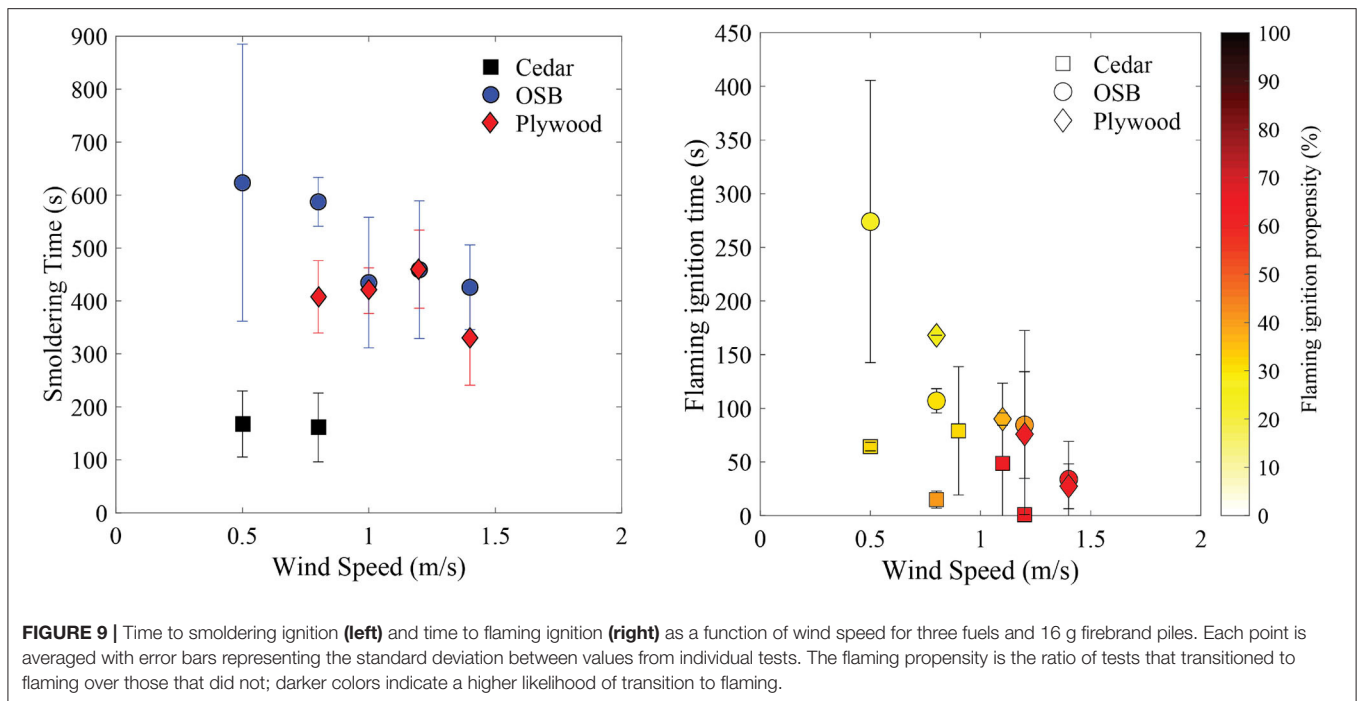 900
800
700
600
500
400
300
200
100
0
Smoldering Time (s)
Cedar
OSB
Plywood
0
0.5
1
1.5
2
Wind Speed (m/s)
450
400
350
300
250
200
150
100
50
0
Flaming ignition time (s)
Cedar
OSB
Plywood
0
0.5
1
1.5
2
Wind Speed (m/s)
100
90
80
70
60
50
40
30
20
10
0
Flaming ignition propensity (%)
FIGURE 9 | Time to smoldering ignition (left) and time to flaming ignition (right) as a function of wind speed for three fuels and 16 g firebrand piles. Each point is
averaged with error bars representing the standard deviation between values from individual tests. The flaming propensity is the ratio of tests that transitioned to
flaming over those that did not; darker colors indicate a higher likelihood of transition to flaming.